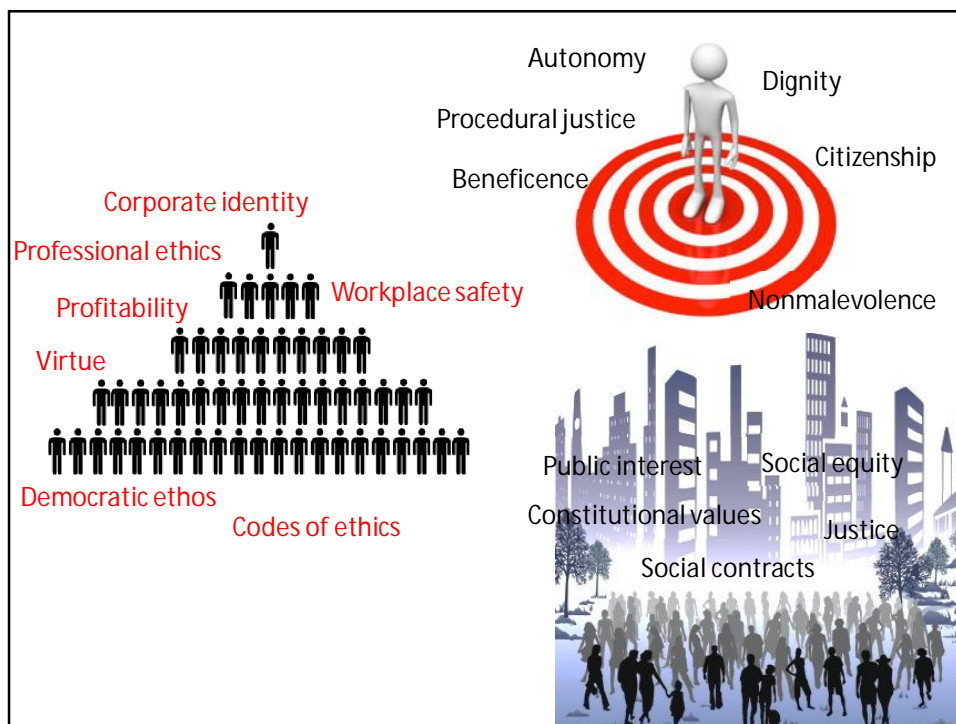 Autonomy
Dignity
Procedural justice
Citizenship
Beneficence
Nonmalevolence
Corporate identity
Professional ethics
Workplace safety
Profitability
Virtue
Democratic ethos
Codes of ethics
Public interest
Social equity
Constitutional values
Justice
Social contracts